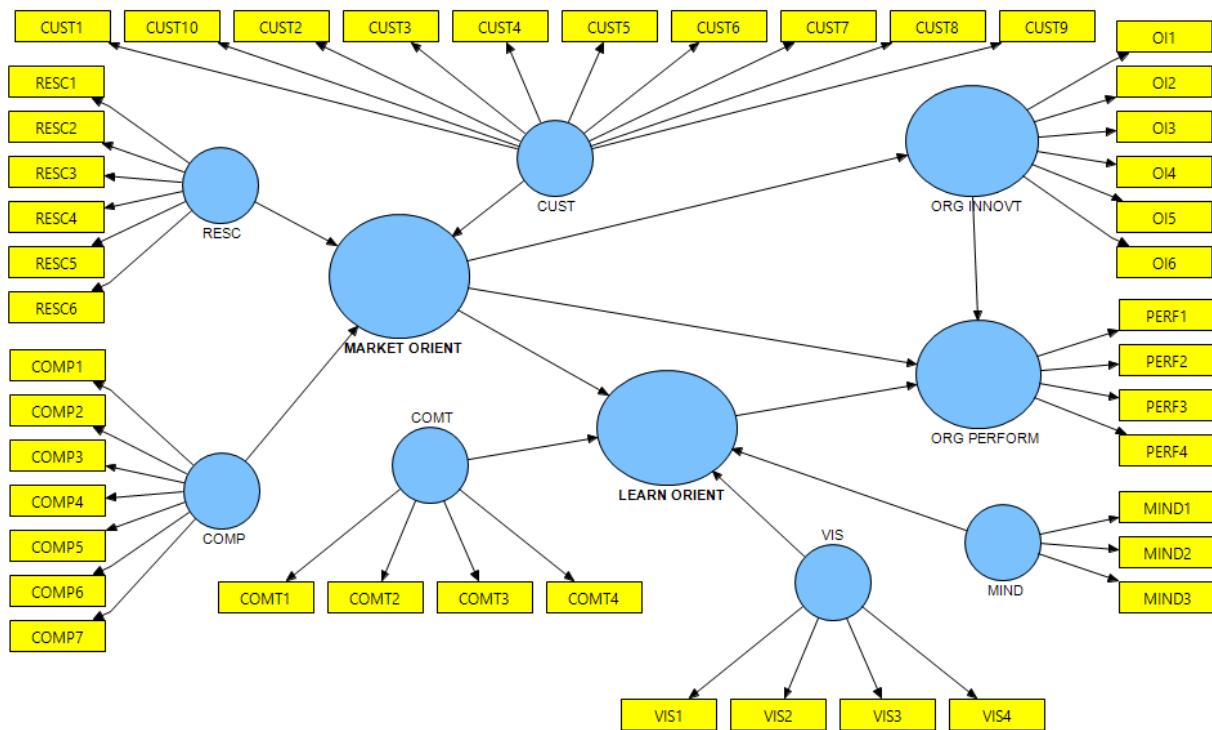 CUST1
CUST10
CUST2
CUST3
CUST4
CUST5
CUST6
CUST7
CUST8
CUST9
RESC1
RESC2
RESC3
RESC4
RESC5
RESC6
RESC
CUST
OI1
OI2
OI3
OI4
OI5
OI6
ORG INNOVT
MARKET ORIENT
COMP1
COMP2
COMP3
COMP4
COMP5
COMP6
COMP7
COMP
COMT
COMT1
COMT2
COMT3
COMT4
LEARN ORIENT
PERF1
PERF2
PERF3
PERF4
ORG PERFORM
MIND1
MIND2
MIND3
MIND
VIS
VIS1
VIS2
VIS3
VIS4